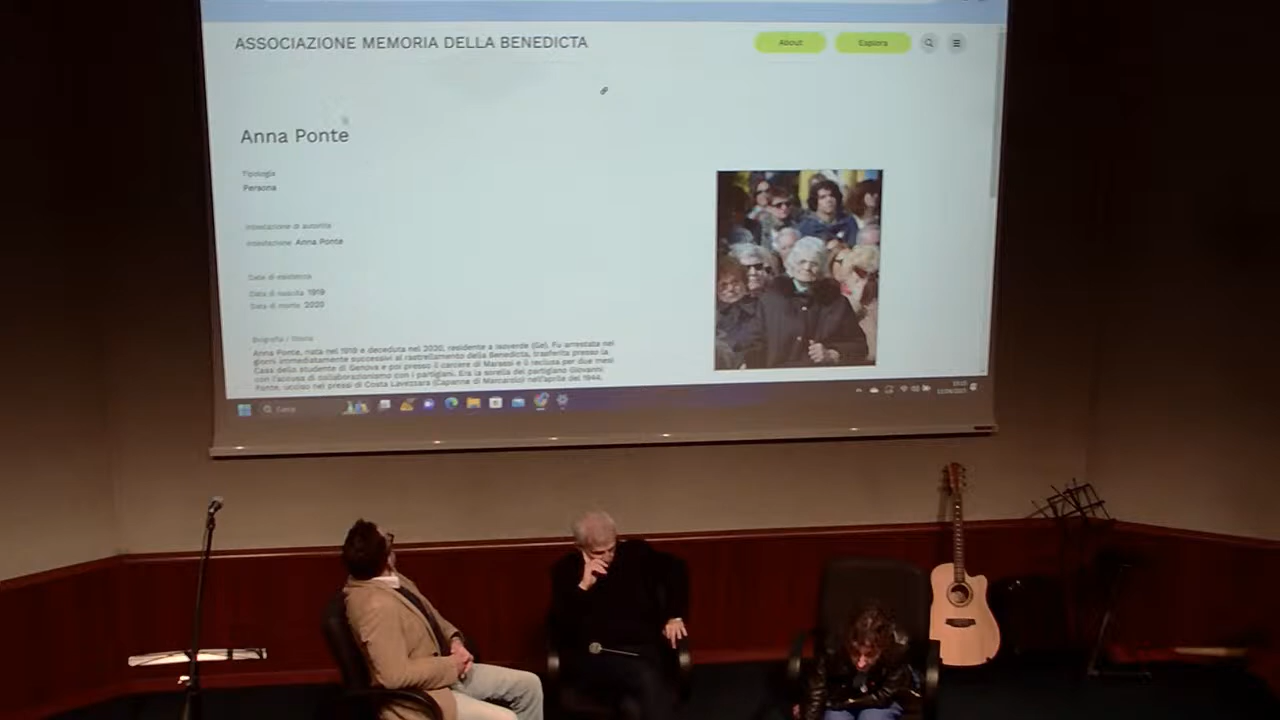 ASSOCIAZIONE MEMORIA DELLA BENEDICTA
About
Esplora
Anna Ponte
Tipologia
Persona
Intestazione di autorità
Intestazione Anna Ponte
Date di esistenza
Data di nascita 1919
Data di morte 2020
Biografia / Storia
Anna Ponte, nata nel 1919 e deceduta nel 2020, residente a Isoverde (Ge). Fu arrestata nei
giorni immediatamente successivi al rastrellamento della Benedicta, trasferita presso la
Casa dello studente di Genova e poi presso il carcere di Marassi e lì reclusa per due mesi
con l'accusa di collaborazionismo con i partigiani. Era la sorella del partigiano Giovanni
Ponte, ucciso nei pressi di Costa Lavezzara (Capanne di Marcarolo) nell'aprile del 1944,
Cerca